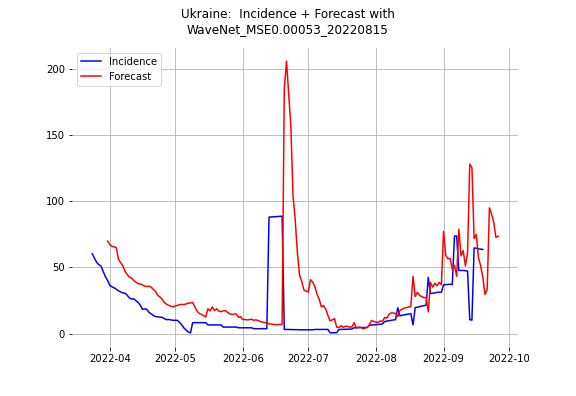 Ukraine:  Incidence + Forecast with
WaveNet_MSE0.00053_20220815
Incidence
Forecast
200
150
100
50
0
2022-04 2022-05 2022-06 2022-07 2022-08 2022-09 2022-10